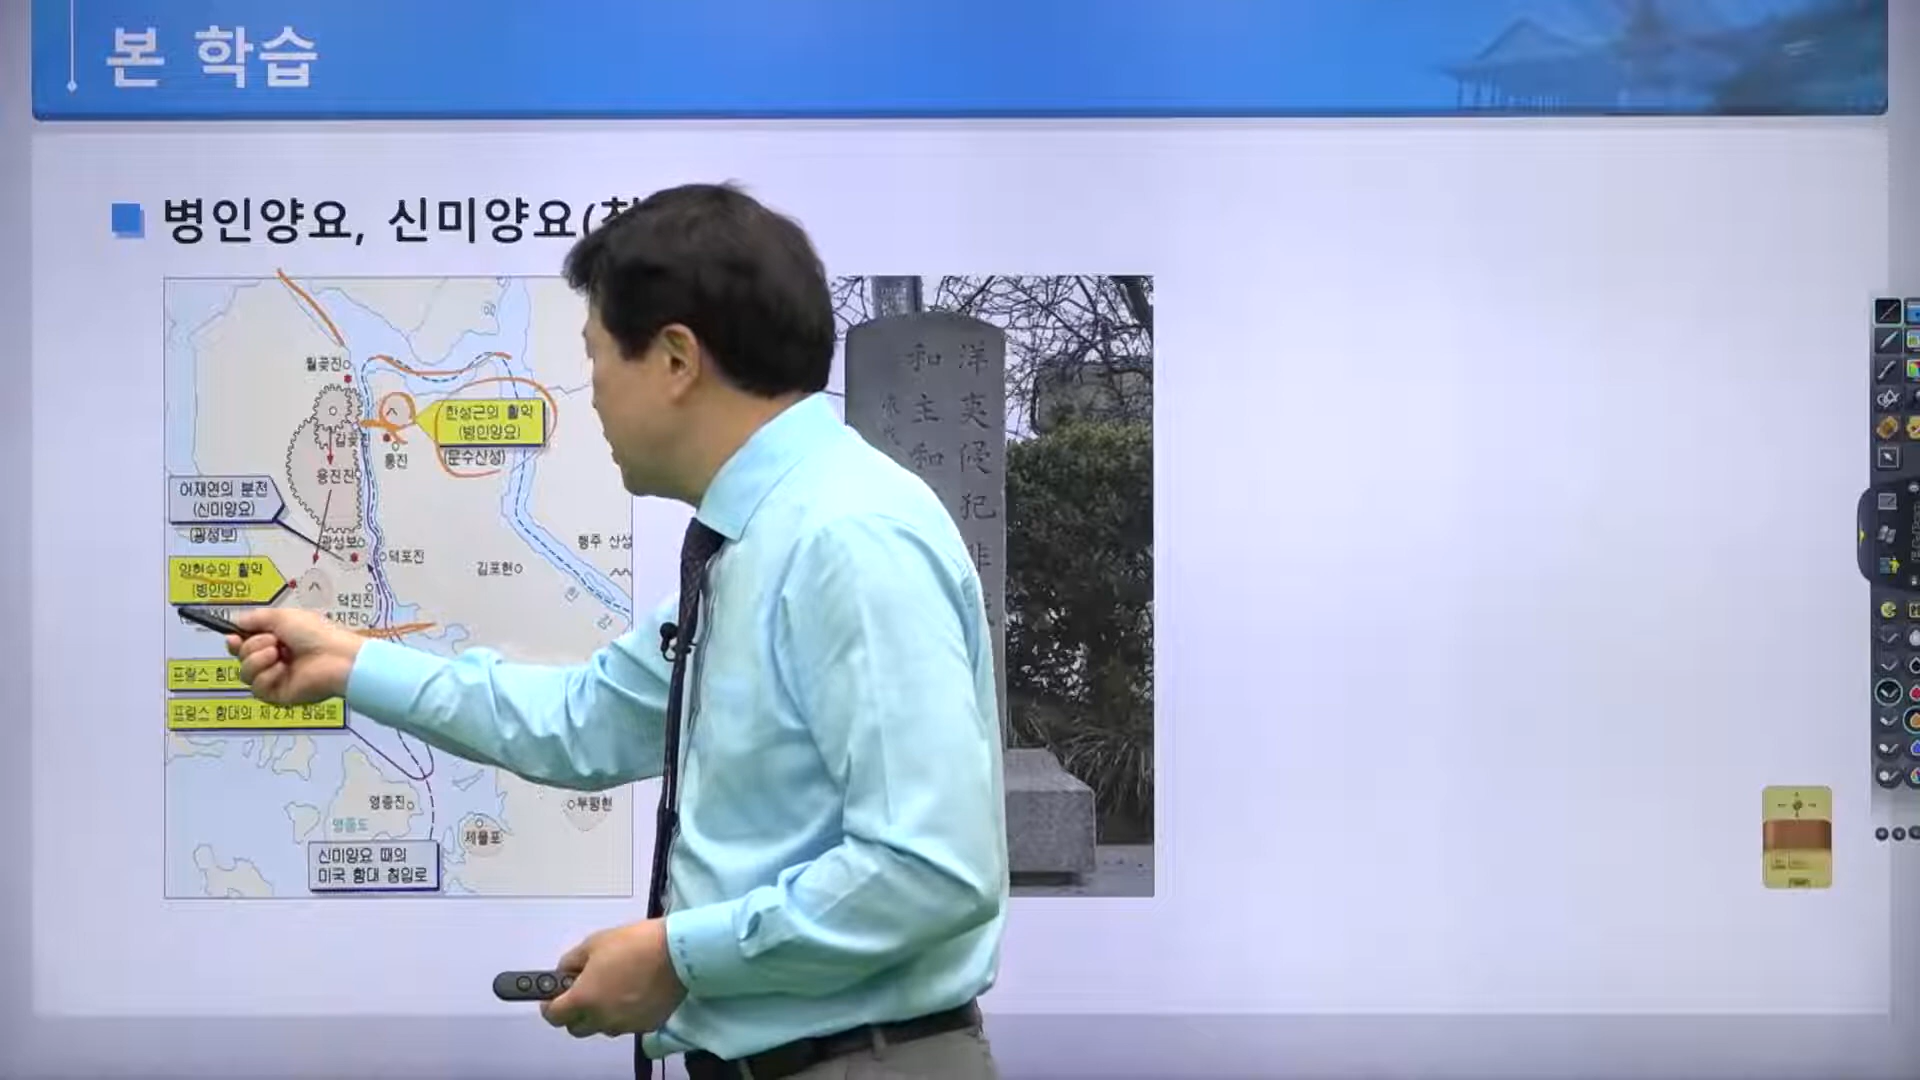 본 학습
병인양요, 신미양요(척
월곶진
한성근의 활약
(병인양요)
(문수산성)
갑곶진
통진
용진진
어재연의 분전
(신미양요)
(광성보)
광성보
덕포진
행주 산성
김포현
양헌수의 활약
(병인양요)
덕진진
초지진
한
강
프랑스 함대
프랑스 함대의 제2차 침입로
영종진
영종도
부평현
제물포
신미양요 때의
미국 함대 침입로
洋夷侵犯非
和主和